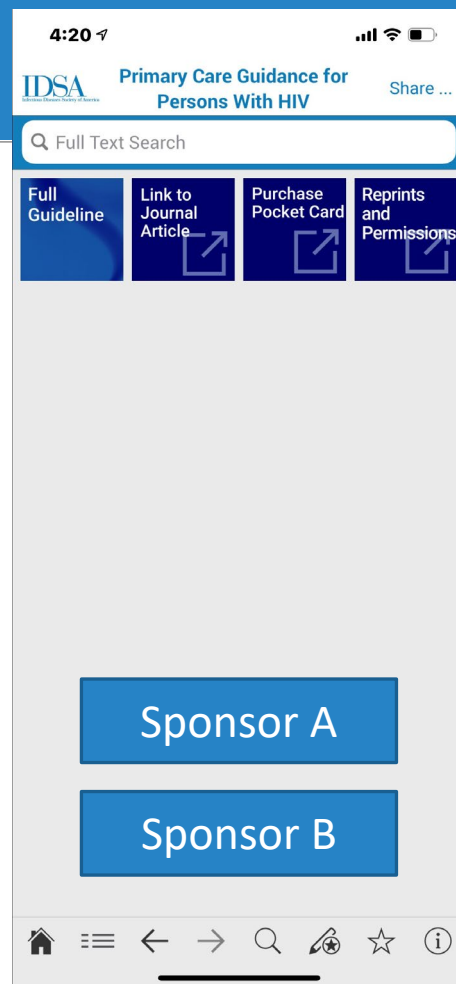 4:20
IDSA
Infectious Diseases Society of America
Primary Care Guidance for
Persons With HIV
Share ...
Full Text Search
Full
Guideline
Link to
Journal
Article
Purchase
Pocket Card
Reprints
and
Permissions
Sponsor A
Sponsor B